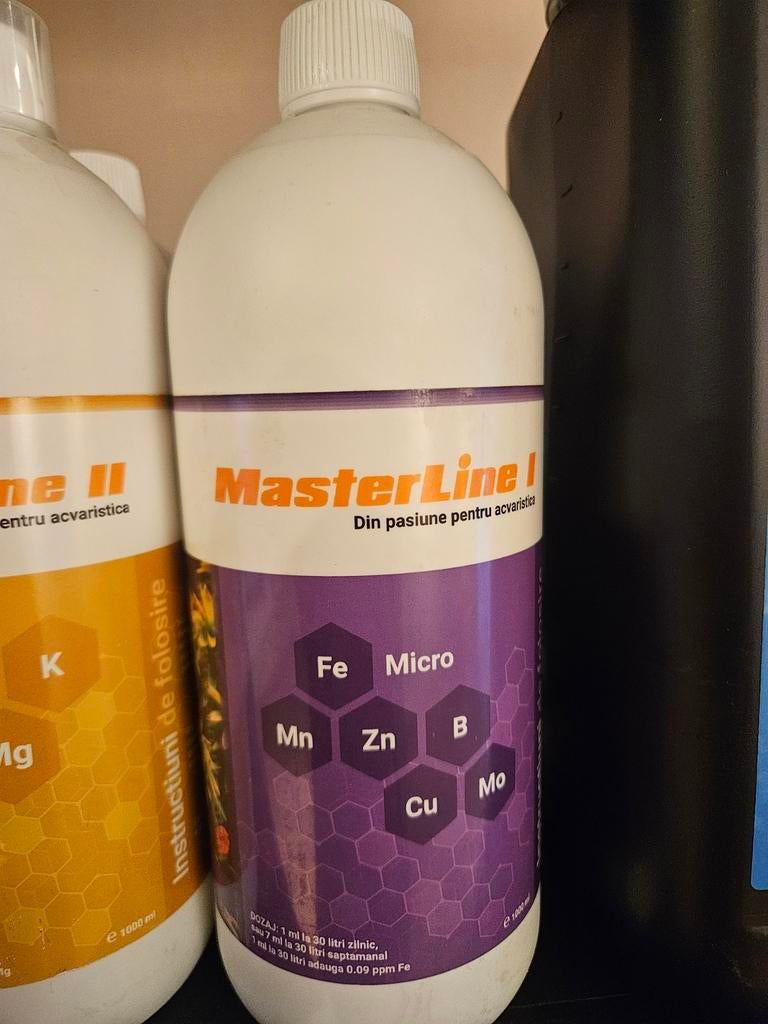 ne II
entru acvaristica
K
Mg
Instructiuni de folosire
e 1000 ml
Mg
MasterLine I
Din pasiune pentru acvaristica
Fe Micro
Mn Zn B
Cu Mo
DOZAJ: 1 ml la 30 litri zilnic,
sau 7 ml la 30 litri saptamanal
1 ml la 30 litri adauga 0.09 ppm Fe
e 1000 ml